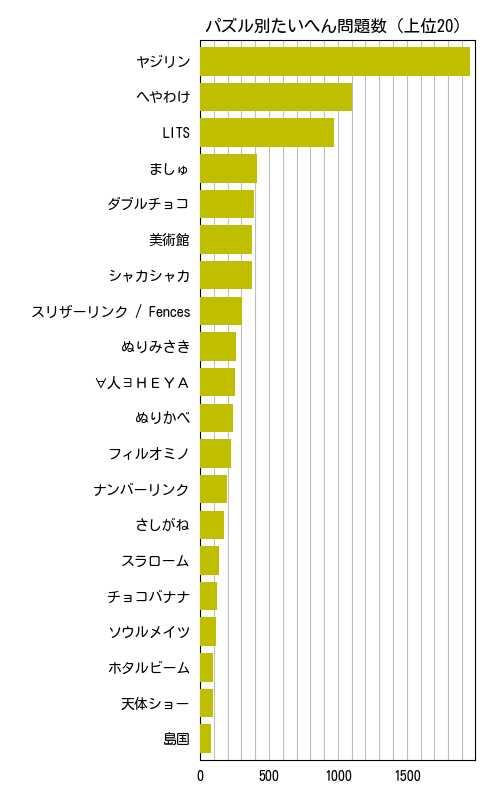 パズル別たいへん問題数 (上位20)
ヤジリン
へやわけ
LITS
ましゅ
ダブルチョコ
美術館
シャカシャカ
スリザーリンク / Fences
ぬりみさき
∀人∃ＨＥＹＡ
ぬりかべ
フィルオミノ
ナンバーリンク
さしがね
スラローム
チョコバナナ
ソウルメイツ
ホタルビーム
天体ショー
島国
0 500 1000 1500